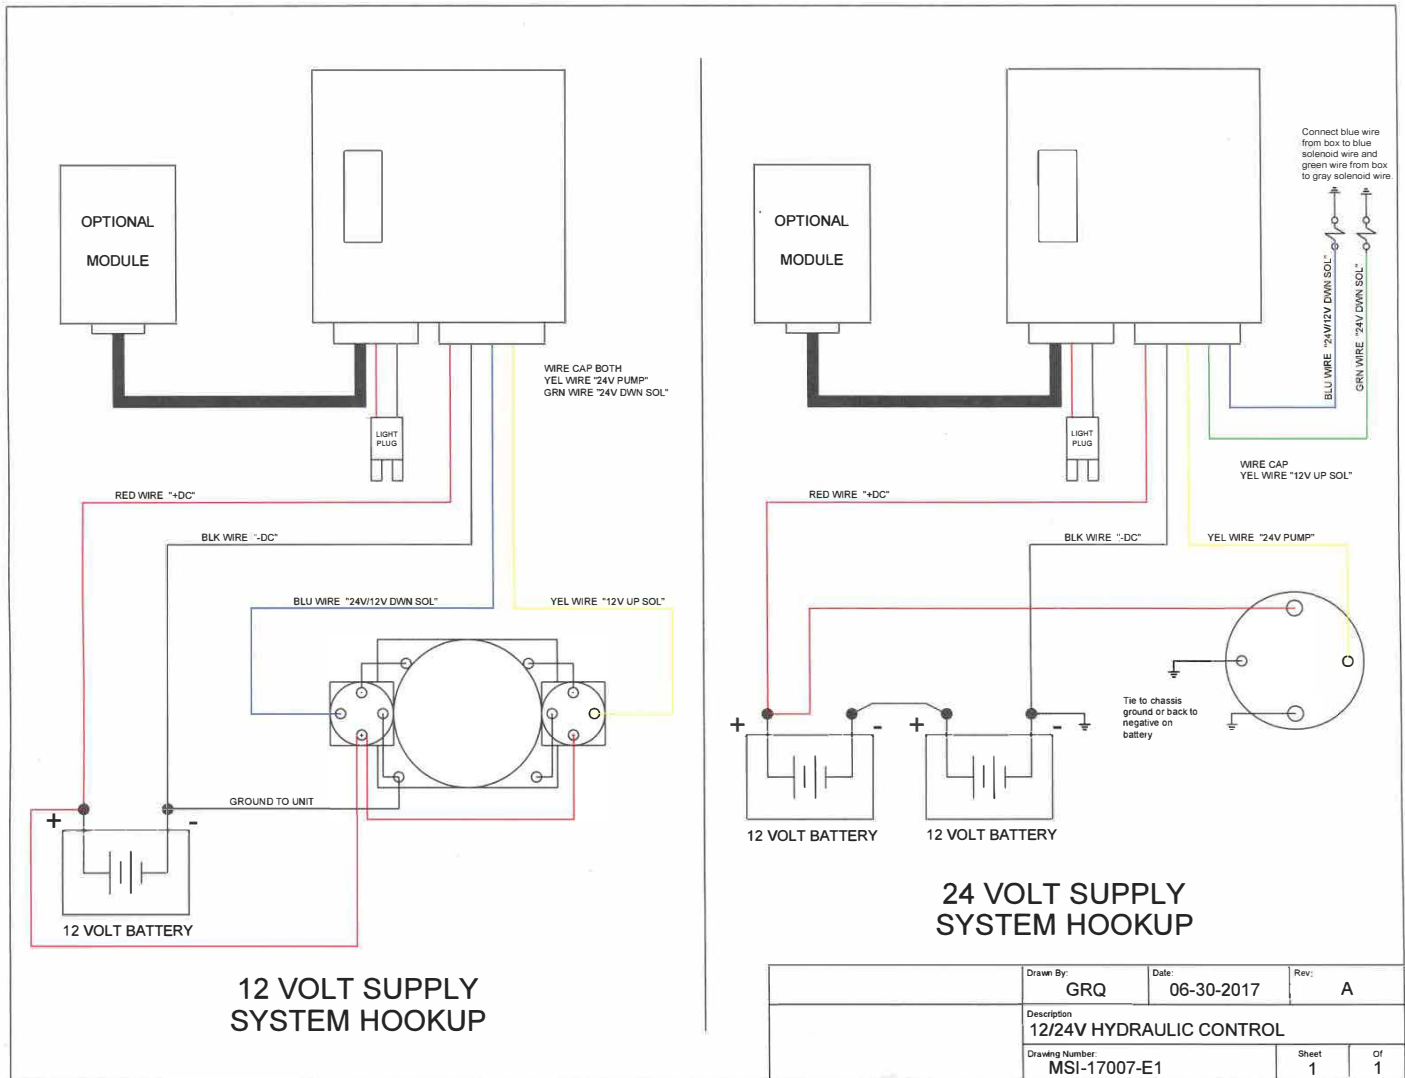 OPTIONAL
MODULE
LIGHT
PLUG
WIRE CAP BOTH
YEL WIRE "24V PUMP"
GRN WIRE "24V DWN SOL"
RED WIRE "+DC"
BLK WIRE "-DC"
BLU WIRE "24V/12V DWN SOL"
YEL WIRE "12V UP SOL"
GROUND TO UNIT
+
-
12 VOLT BATTERY
12 VOLT SUPPLY
SYSTEM HOOKUP
Connect blue wire
from box to blue
solenoid wire and
green wire from box
to gray solenoid wire.
OPTIONAL
MODULE
BLU WIRE "24V/12V DWN SOL"
GRN WIRE "24V DWN SOL"
LIGHT
PLUG
WIRE CAP
YEL WIRE "12V UP SOL"
RED WIRE "+DC"
BLK WIRE "-DC"
YEL WIRE "24V PUMP"
Tie to chassis
ground or back to
negative on
battery
+
-
+
-
12 VOLT BATTERY
12 VOLT BATTERY
24 VOLT SUPPLY
SYSTEM HOOKUP
Drawn By:
GRQ
Date:
06-30-2017
Rev:
A
Description
12/24V HYDRAULIC CONTROL
Drawing Number:
MSI-17007-E1
Sheet
1
Of
1